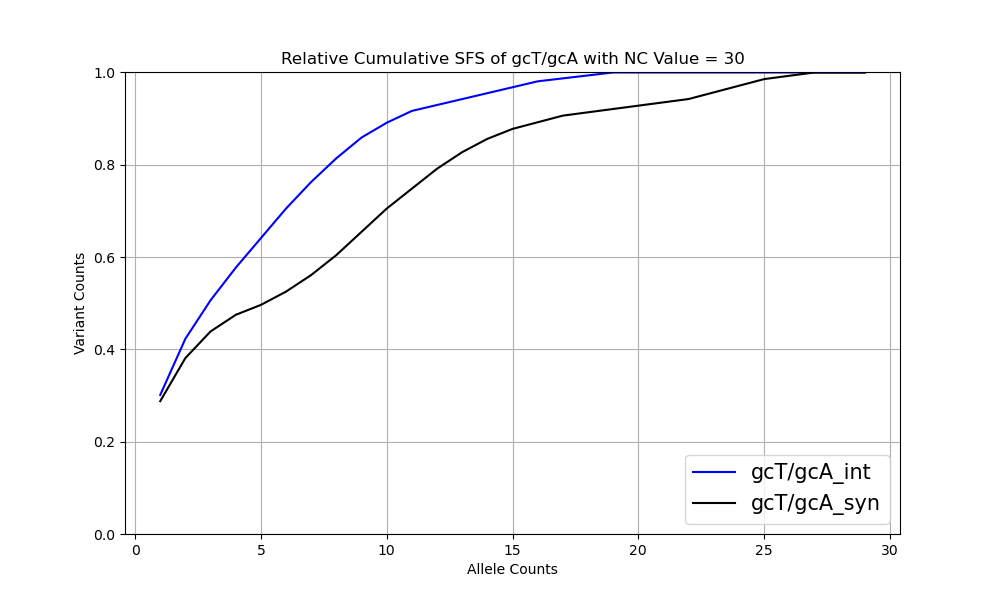 Relative Cumulative SFS of gcT/gcA with NC Value = 30
1.0
0.8
0.6
0.4
0.2
0.0
Variant Counts
0 5 10 15 20 25 30
Allele Counts
gcT/gcA_int
gcT/gcA_syn